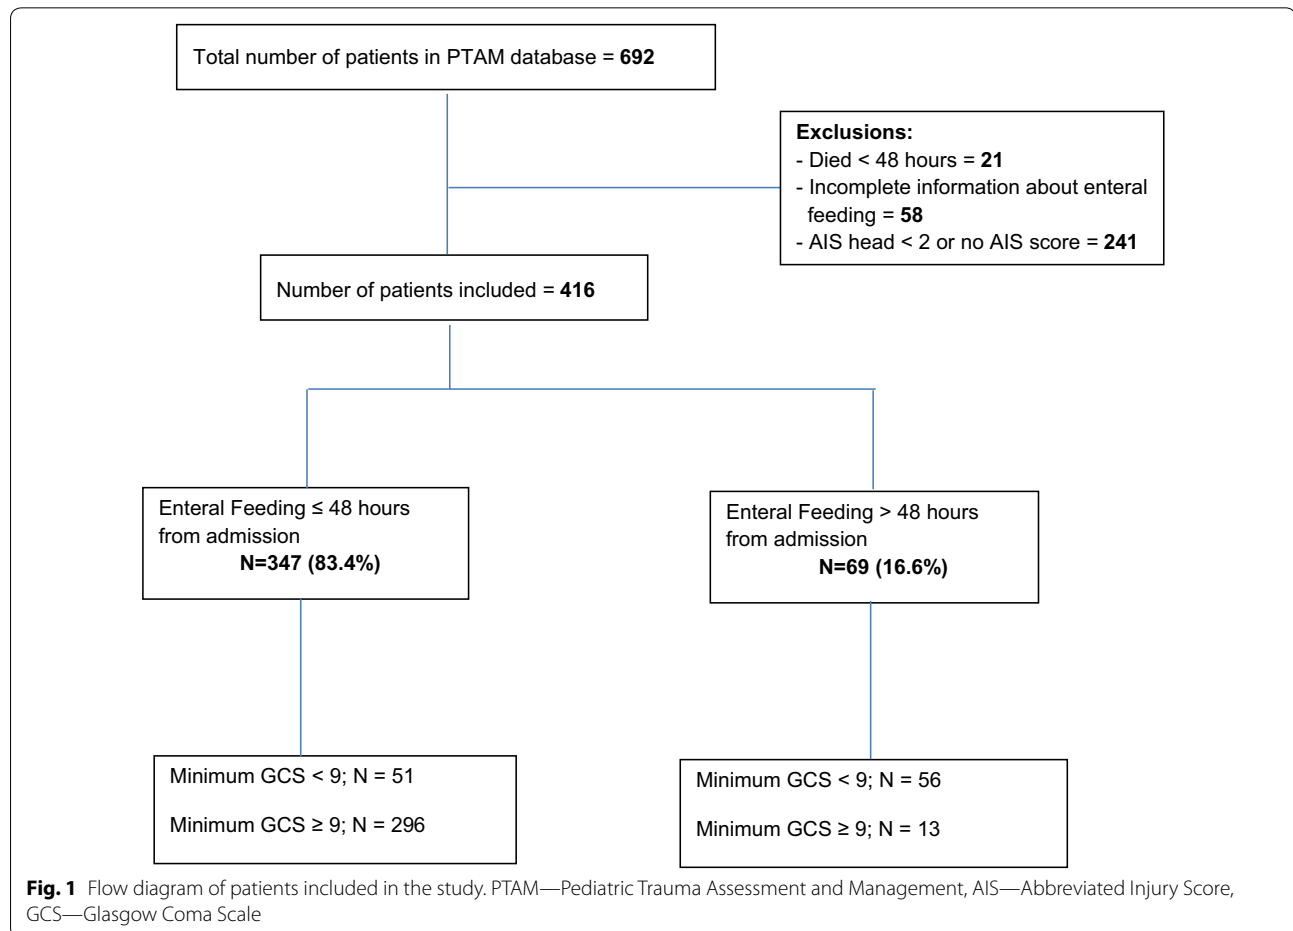 Total number of patients in PTAM database = 692
Exclusions:
- Died < 48 hours = 21
- Incomplete information about enteral
feeding = 58
- AIS head < 2 or no AIS score = 241
Number of patients included = 416
Enteral Feeding ≤ 48 hours
from admission
N=347 (83.4%)
Enteral Feeding > 48 hours
from admission
N=69 (16.6%)
Minimum GCS < 9; N = 51
Minimum GCS ≥ 9; N = 296
Minimum GCS < 9; N = 56
Minimum GCS ≥ 9; N = 13
Fig. 1 Flow diagram of patients included in the study. PTAM—Pediatric Trauma Assessment and Management, AIS—Abbreviated Injury Score,
GCS—Glasgow Coma Scale